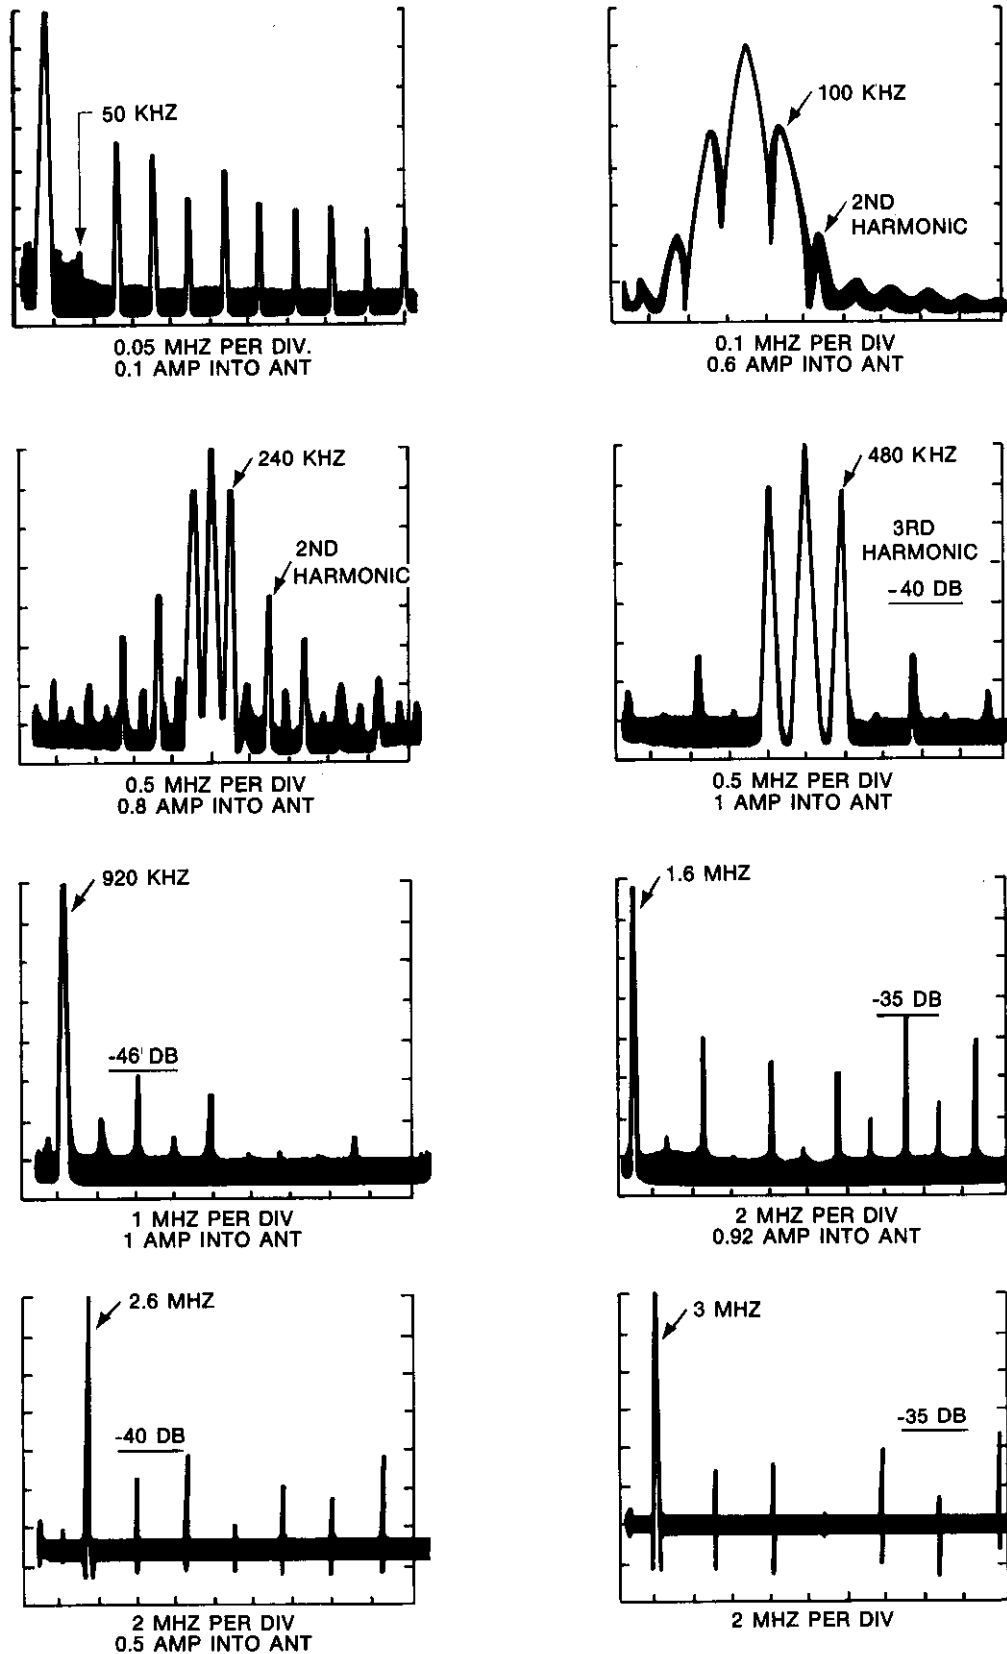 50 KHZ
0.05 MHZ PER DIV.
0.1 AMP INTO ANT
100 KHZ
2ND
HARMONIC
0.1 MHZ PER DIV
0.6 AMP INTO ANT
240 KHZ
2ND
HARMONIC
0.5 MHZ PER DIV
0.8 AMP INTO ANT
480 KHZ
3RD
HARMONIC
-40 DB
0.5 MHZ PER DIV
1 AMP INTO ANT
920 KHZ
-46 DB
1 MHZ PER DIV
1 AMP INTO ANT
1.6 MHZ
-35 DB
2 MHZ PER DIV
0.92 AMP INTO ANT
2.6 MHZ
-40 DB
2 MHZ PER DIV
0.5 AMP INTO ANT
3 MHZ
-35 DB
2 MHZ PER DIV